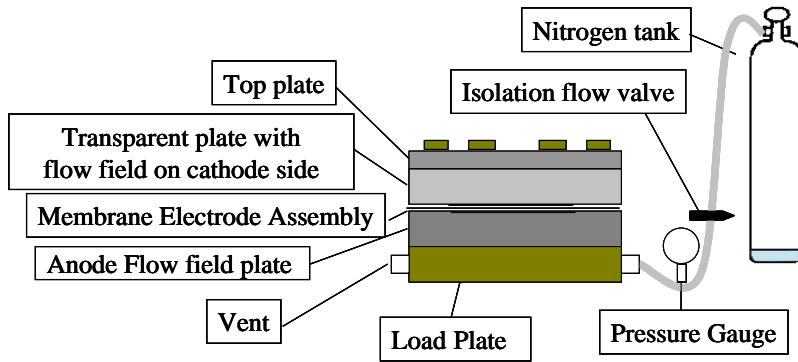 Nitrogen tank
Top plate
Isolation flow valve
Transparent plate with
flow field on cathode side
Membrane Electrode Assembly
Anode Flow field plate
Vent
Load Plate
Pressure Gauge